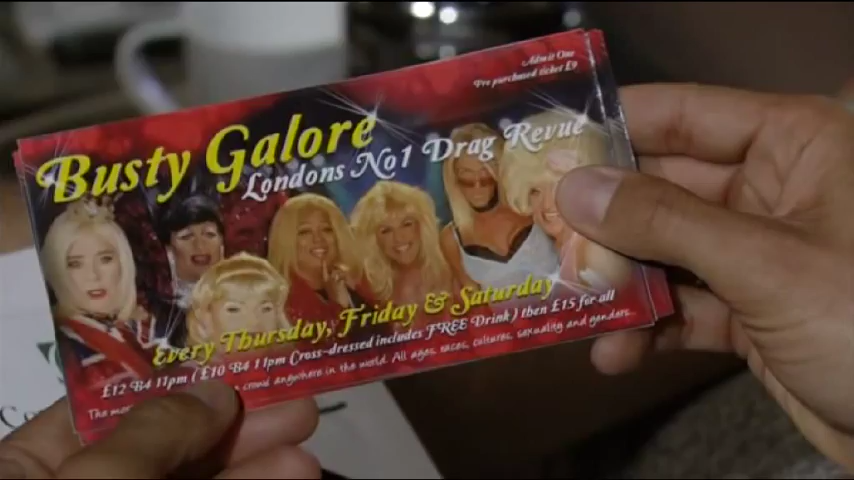 Admit One
Pre purchased ticket £9
Busty Galore
Londons No1 Drag Revue
Every Thursday, Friday & Saturday
£12 B4 11pm (£10 B4 11pm Cross-dressed includes FREE Drink) then £15 for all
The crowd anywhere in the world. All ages, races, cultures, sexuality and genders...